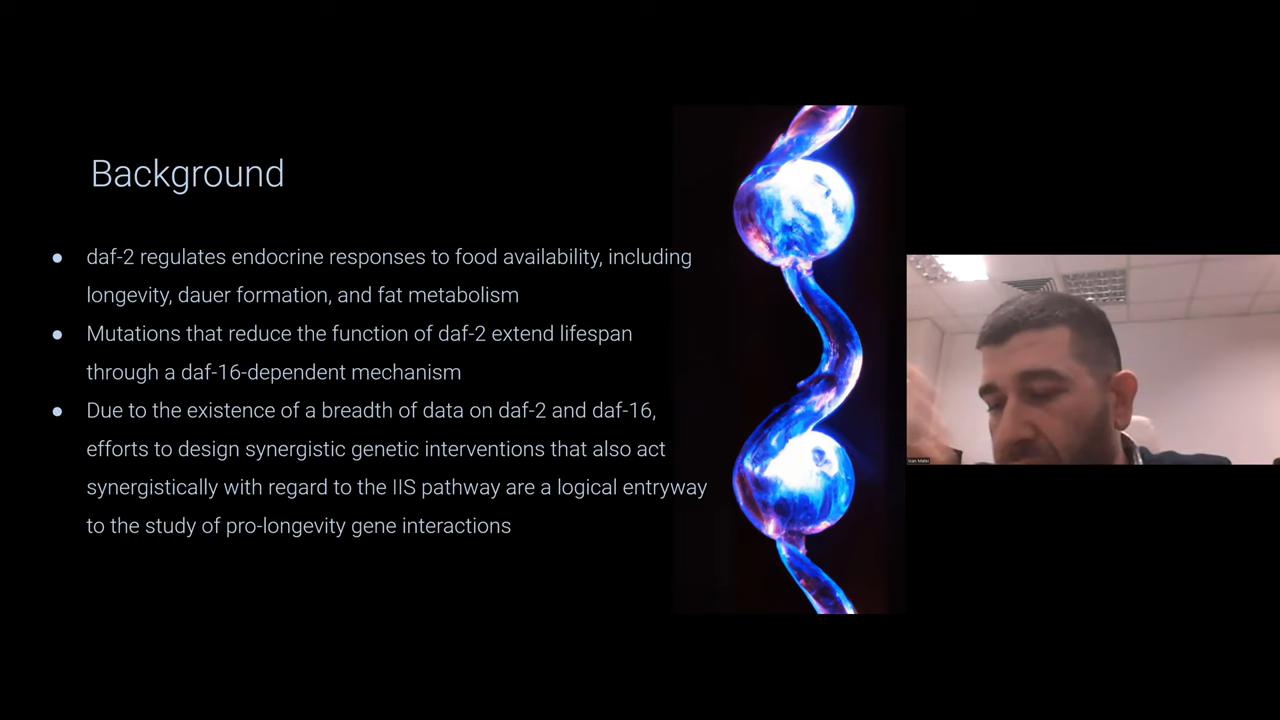 Background
● daf-2 regulates endocrine responses to food availability, including
longevity, dauer formation, and fat metabolism
● Mutations that reduce the function of daf-2 extend lifespan
through a daf-16-dependent mechanism
● Due to the existence of a breadth of data on daf-2 and daf-16,
efforts to design synergistic genetic interventions that also act
synergistically with regard to the IIS pathway are a logical entryway
to the study of pro-longevity gene interactions